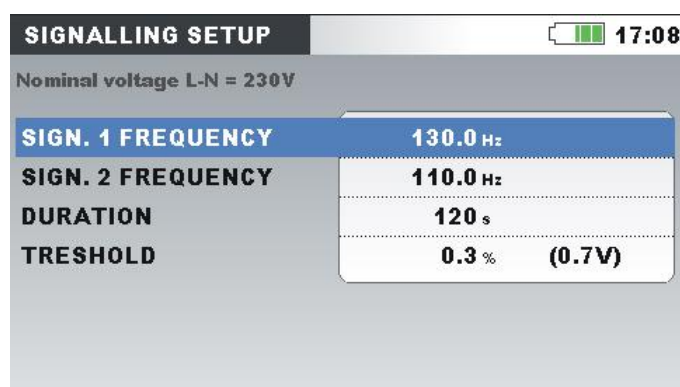 SIGNALLING SETUP 17:08
Nominal voltage L-N = 230V
SIGN. 1 FREQUENCY 130.0 Hz
SIGN. 2 FREQUENCY 110.0 Hz
DURATION 120 s
TRESHOLD 0.3 % (0.7V)